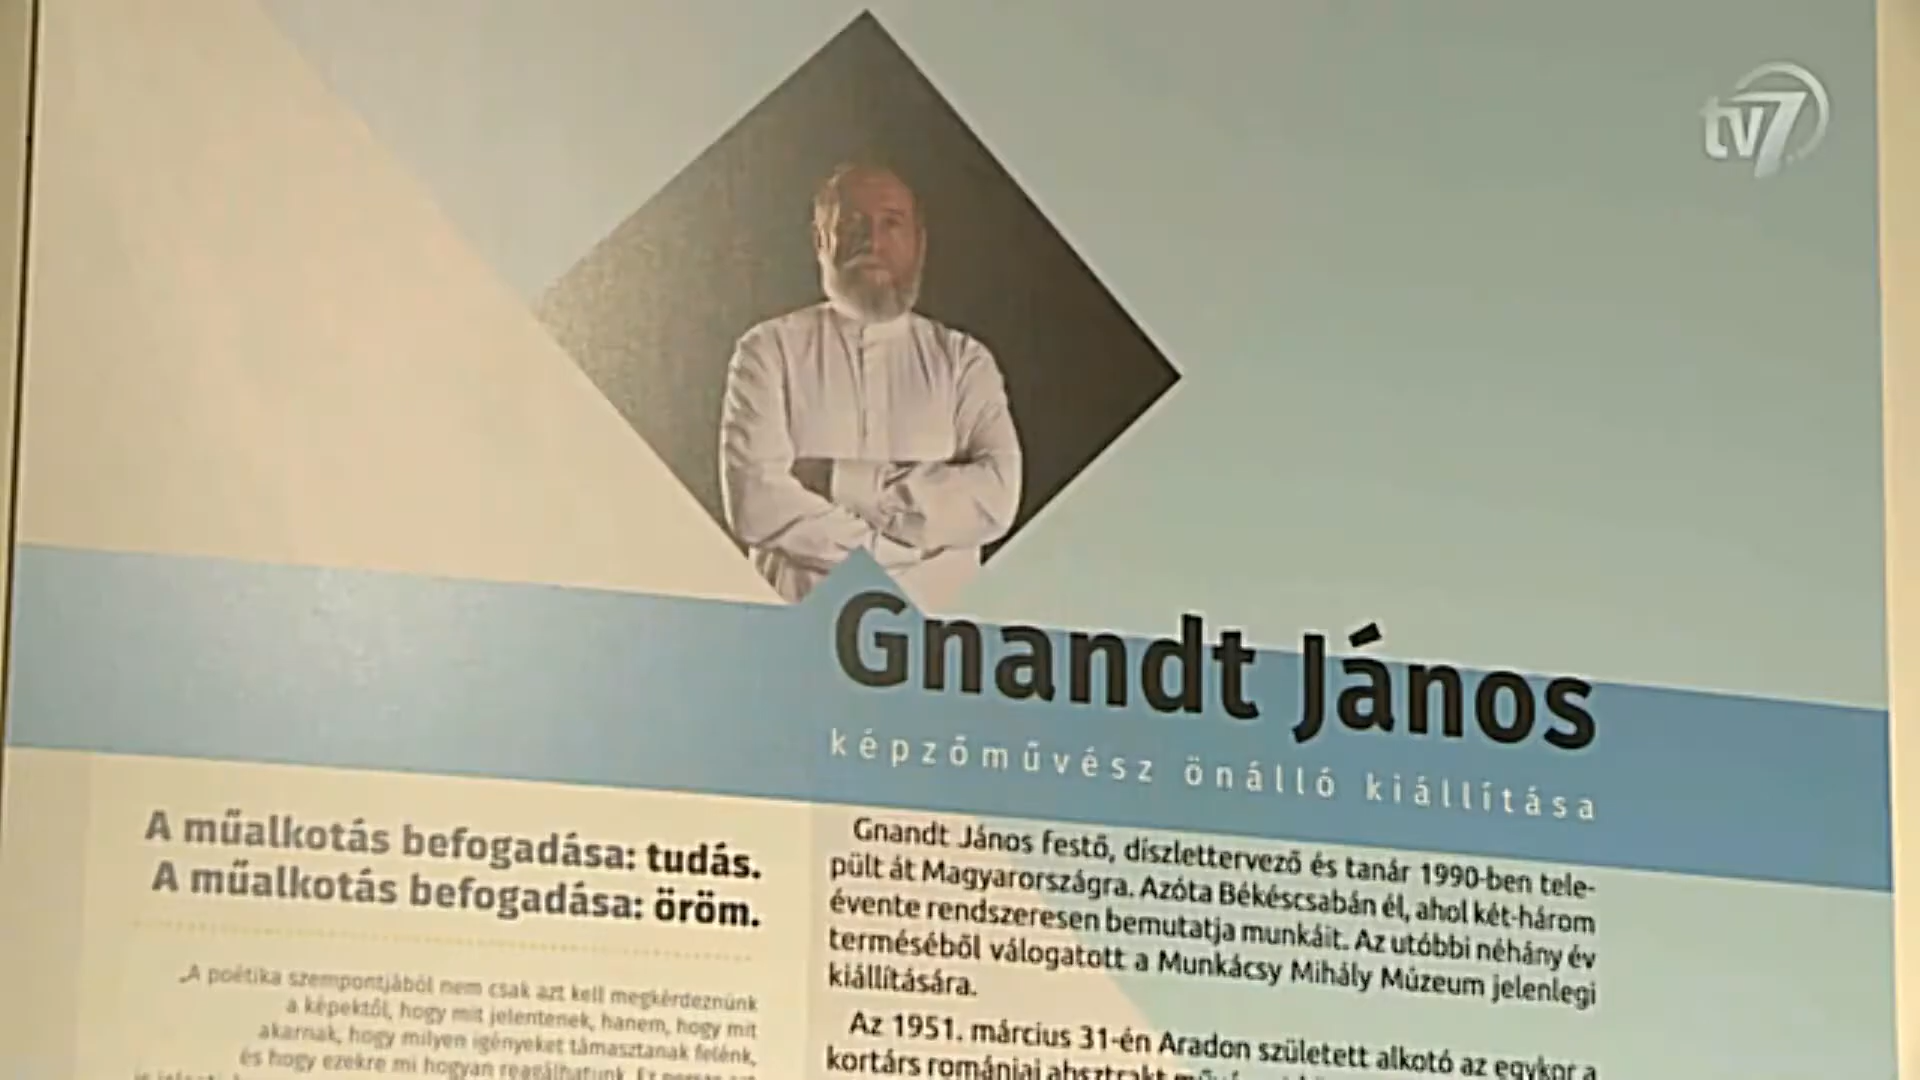 tv7
Gnandt János
képzőművész önálló kiállítása
A műalkotás befogadása: tudás.
A műalkotás befogadása: öröm.
„A poétika szempontjából nem csak azt kell megkérdeznünk
a képektől, hogy mit jelentenek, hanem, hogy mit
akarnak, hogy milyen igényeket támasztanak felénk,
és hogy ezekre mi hogyan reagálhatunk.
Gnandt János festő, díszlettervező és tanár 1990-ben tele-
pült át Magyarországra. Azóta Békéscsabán él, ahol két-három
évente rendszeresen bemutatja munkáit. Az utóbbi néhány év
terméséből válogatott a Munkácsy Mihály Múzeum jelenlegi
kiállítására.
Az 1951. március 31-én Aradon született alkotó az egykor a
kortárs romániai absztrakt